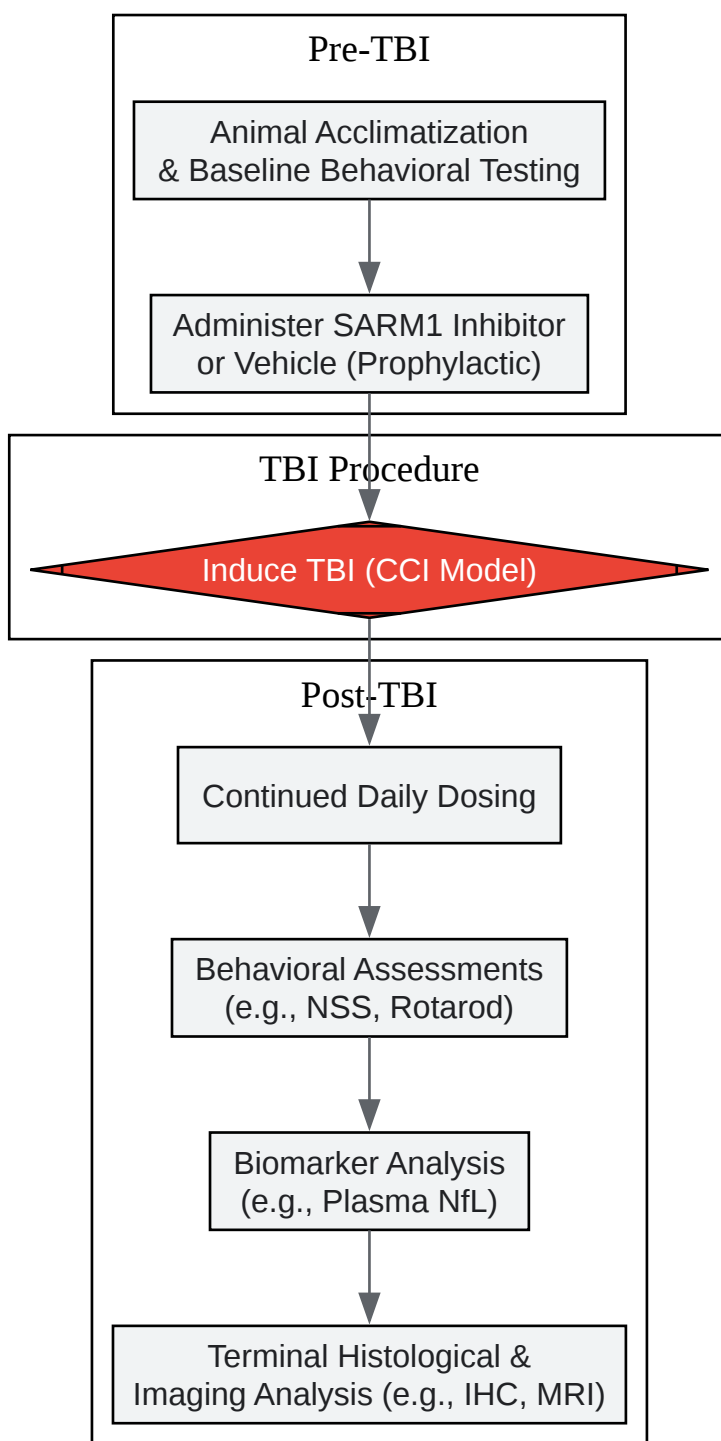 Pre-TBI
Animal Acclimatization
& Baseline Behavioral Testing
Administer SARM1 Inhibitor
or Vehicle (Prophylactic)
TBI Procedure
Induce TBI (CCI Model)
Post-TBI
Continued Daily Dosing
Behavioral Assessments
(e.g., NSS, Rotarod)
Biomarker Analysis
(e.g., Plasma NfL)
Terminal Histological &
Imaging Analysis (e.g., IHC, MRI)